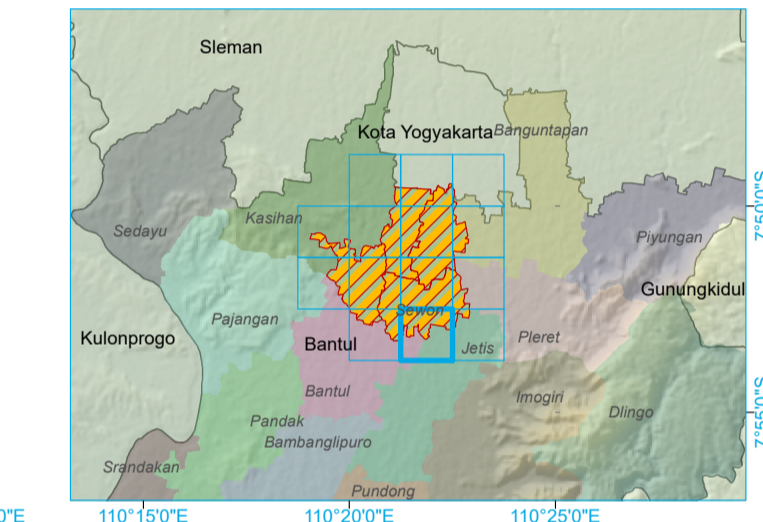 Sleman
Kota Yogyakarta
Banguntapan
7°50'0"S
Kasihan
Sedayu
Piyungan
Gunungkidul
Sewon
Pajangan
Kulonprogo
Bantul
Pleret
Jetis
Bantul
Imogiri
Dlingo
Pandak
7°55'0"S
Bambanglipuro
Srandakan
Pundong
0"E
110°15'0"E
110°20'0"E
110°25'0"E